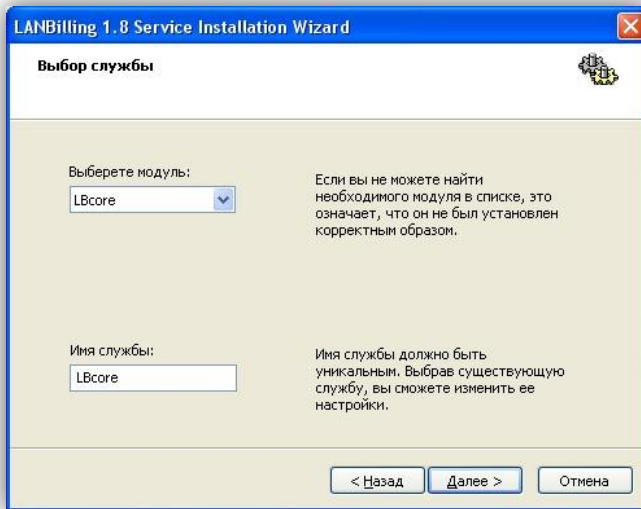 LANBilling 1.8 Service Installation Wizard
Выбор службы
Выберете модуль:
LBcore
Если вы не можете найти
необходимого модуля в списке, это
означает, что он не был установлен
корректным образом.
Имя службы:
LBcore
Имя службы должно быть
уникальным. Выбрав существующую
службу, вы сможете изменить ее
настройки.
< Назад
Далее >
Отмена